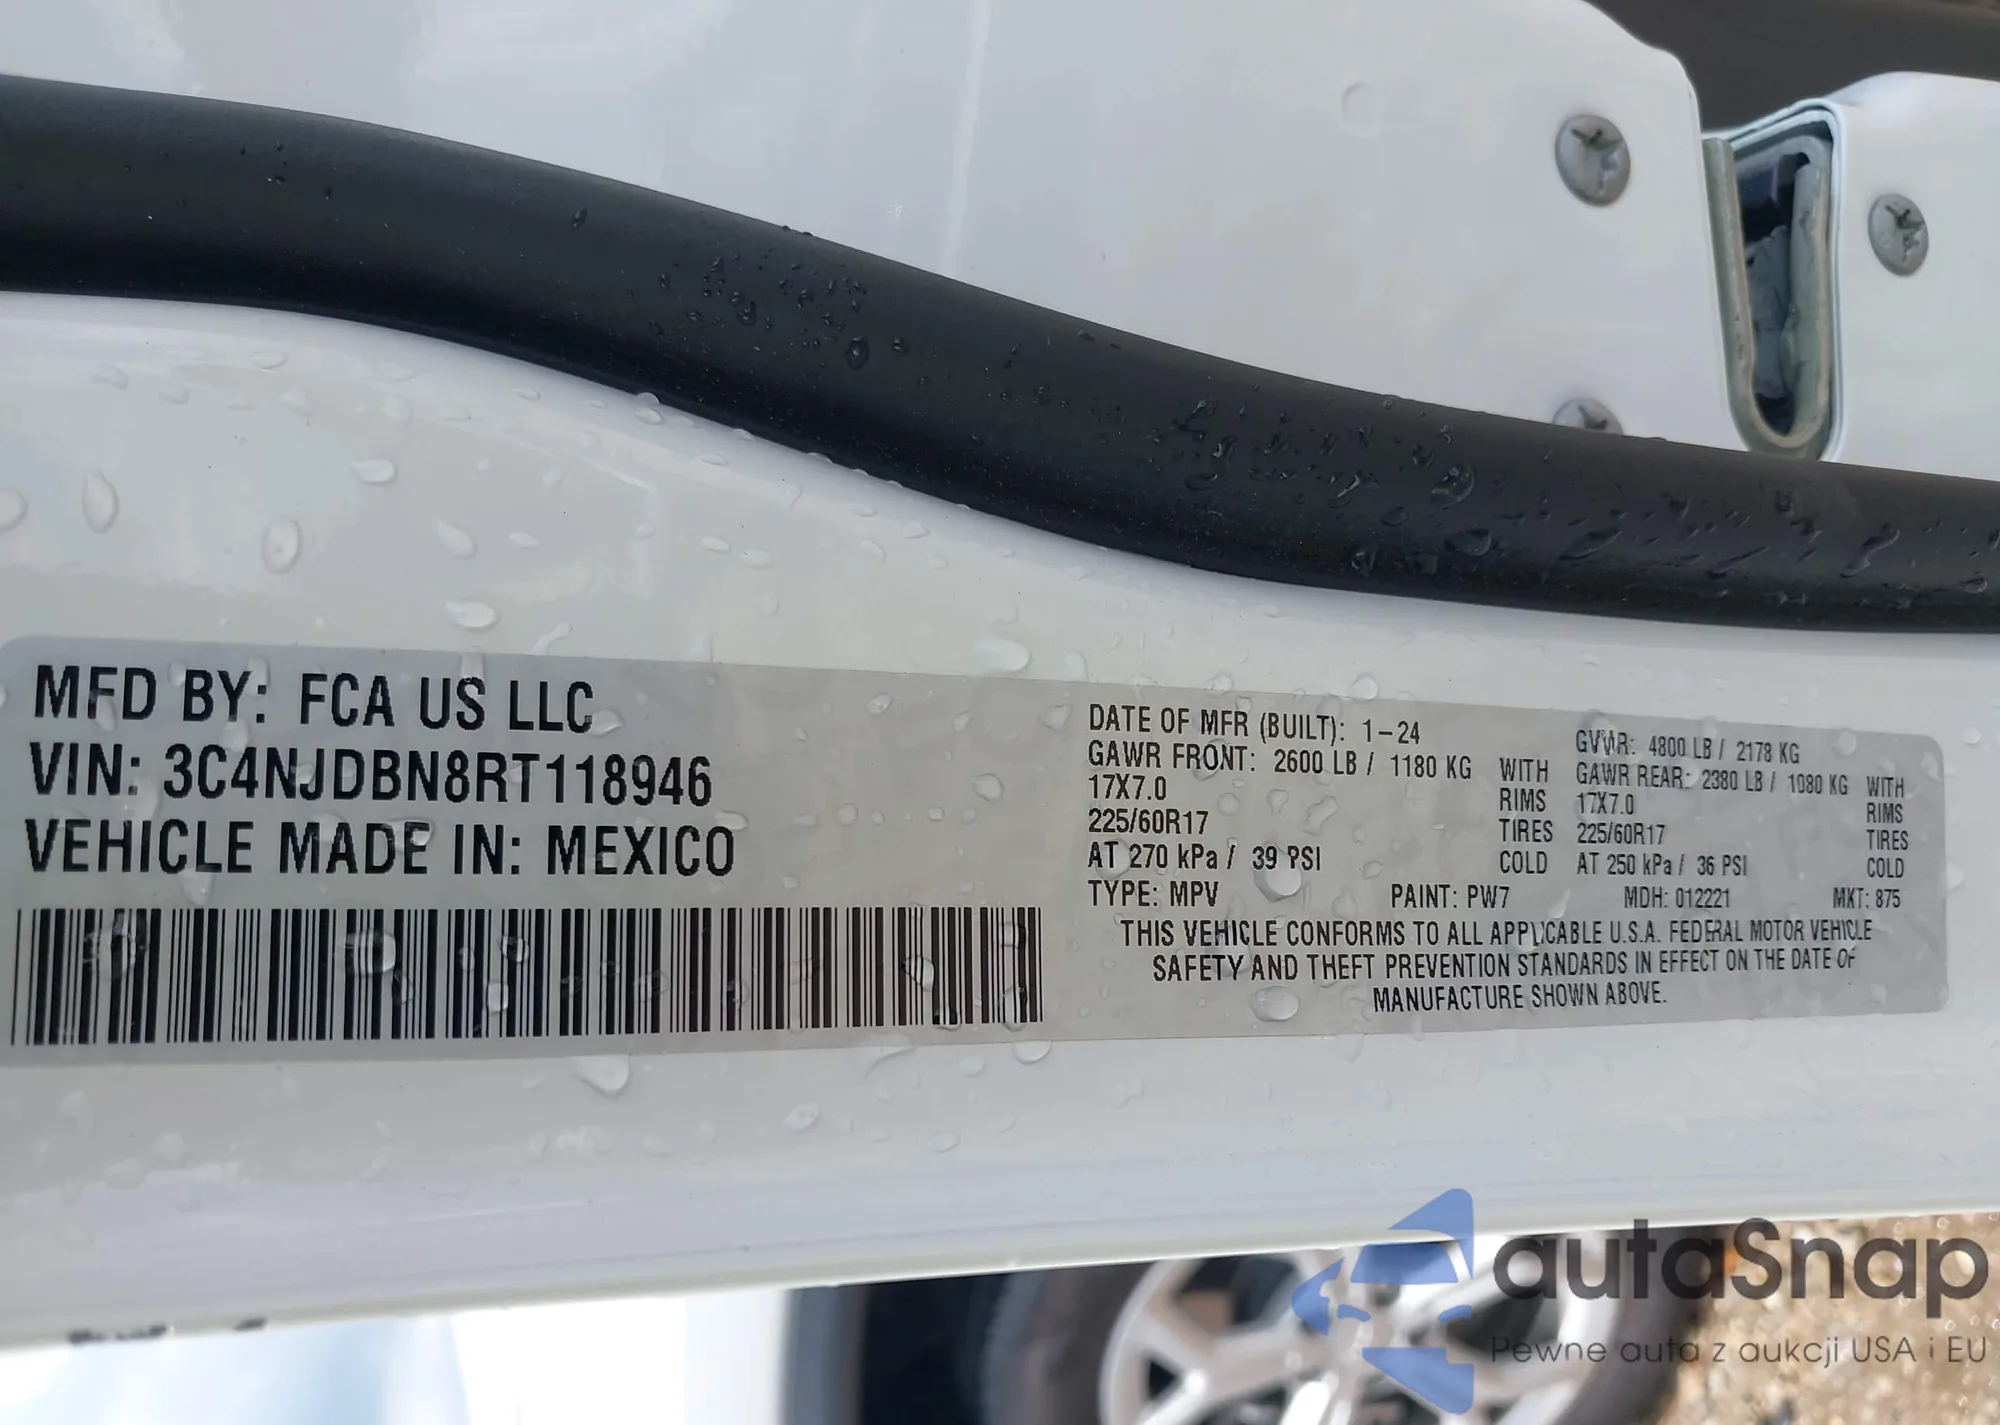 MFD BY: FCA US LLC
VIN: 3C4NJDBN8RT118946
VEHICLE MADE IN: MEXICO
DATE OF MFR (BUILT): 1-24 GVWR: 4800 LB / 2178 KG
GAWR FRONT: 2600 LB / 1180 KG WITH GAWR REAR: 2380 LB / 1080 KG WITH
17X7.0 RIMS 17X7.0 RIMS
225/60R17 TIRES 225/60R17 TIRES
AT 270 kPa / 39 PSI COLD AT 250 kPa / 36 PSI COLD
TYPE: MPV PAINT: PW7 MDH: 012221 MKT: 875
THIS VEHICLE CONFORMS TO ALL APPLICABLE U.S.A. FEDERAL MOTOR VEHICLE
SAFETY AND THEFT PREVENTION STANDARDS IN EFFECT ON THE DATE OF
MANUFACTURE SHOWN ABOVE.
autaSnap
Pewne auta z aukcji USA i EU